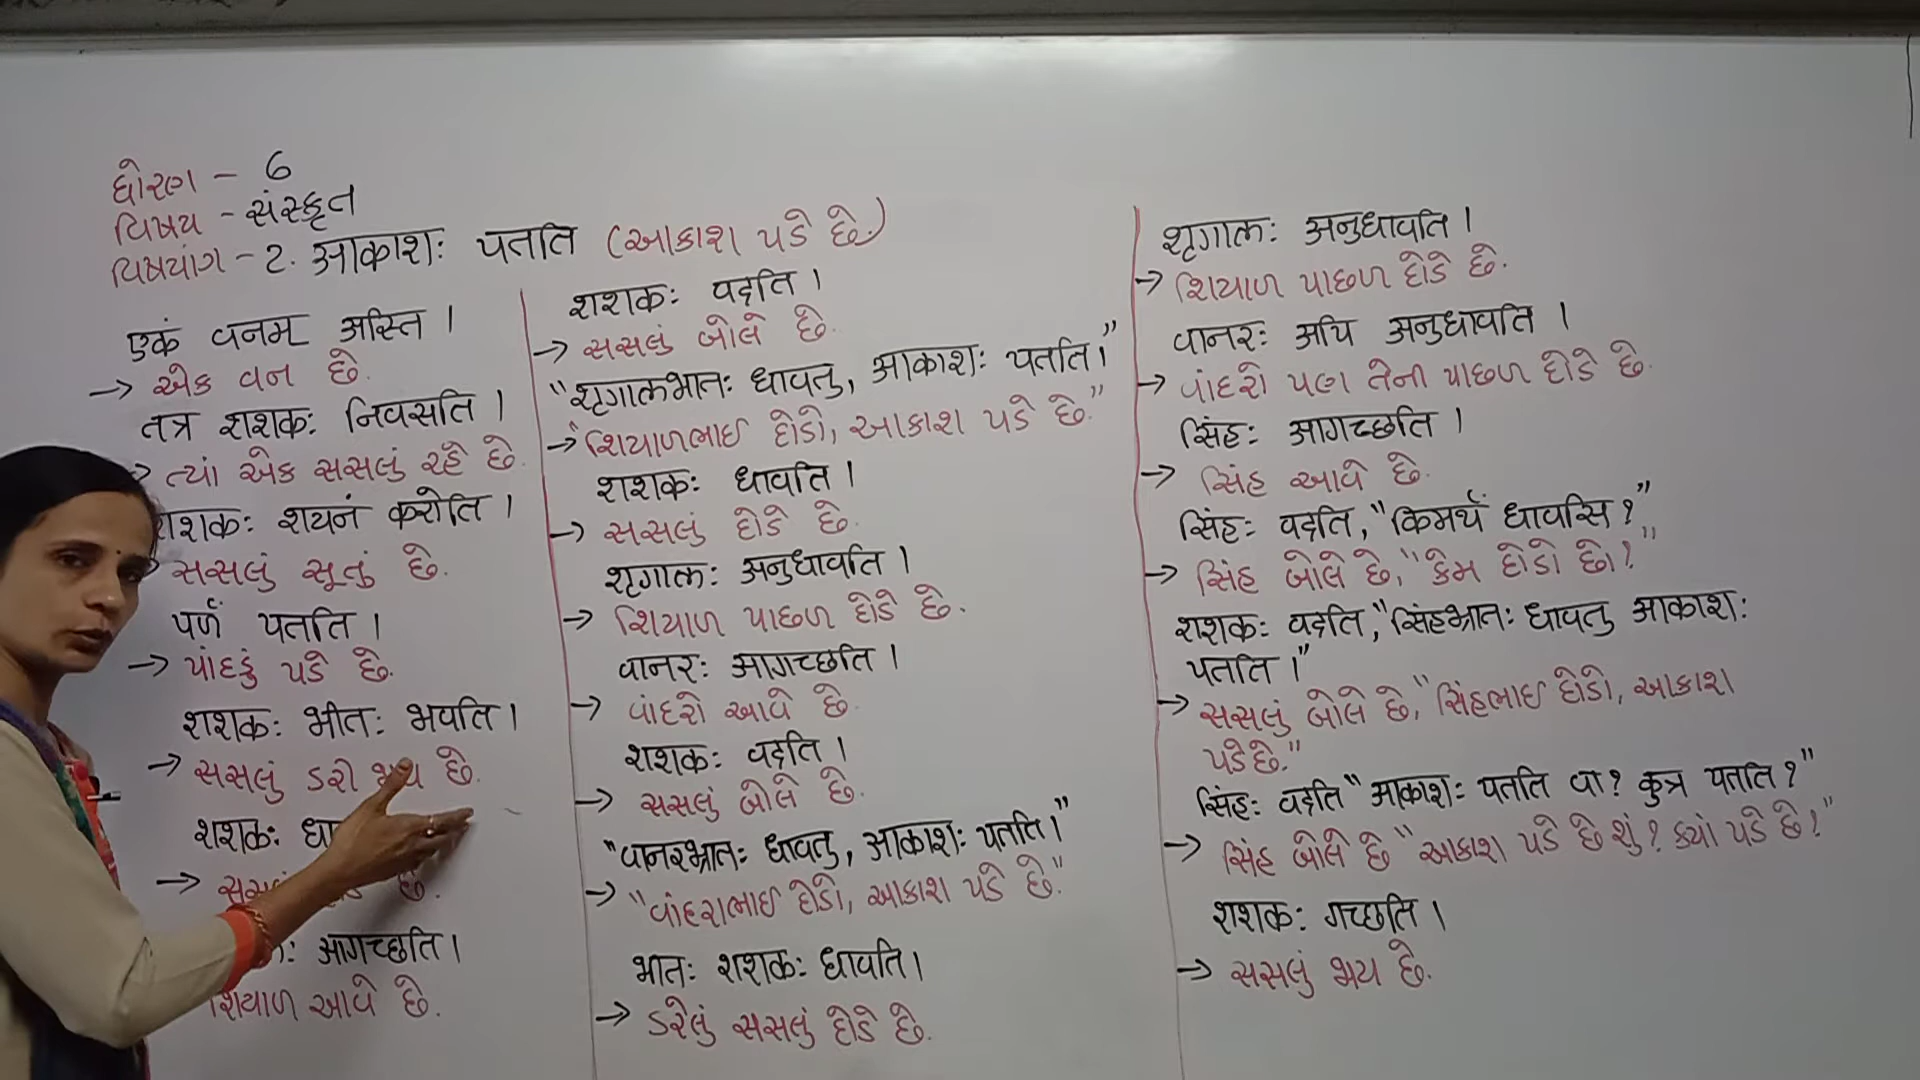 ધોરણ - 6
વિષય - સંસ્કૃત
વિષયાંગ - 2. आकाशः पतति (આકાશ પડે છે.)
एकं वनम् अस्ति ।
→ એક વન છે.
तत्र शशकः निवसति ।
→ ત્યાં એક સસલું રહે છે.
शशकः शयनं करोति ।
સસલું સૂતું છે.
पर्णं पतति ।
→ પાંદડું પડે છે.
शशकः भीतः भवति ।
→ સસલું ડરી જાય છે.
शशकः
→ છે.
आगच्छति ।
શિયાળ આવે છે.
शशकः वदति ।
→ સસલું બોલે છે.
"शृगालभ्रातः धावतु, आकाशः पतति ।"
→ "શિયાળભાઈ દોડો, આકાશ પડે છે."
शशकः धावति ।
→ સસલું દોડે છે.
शृगालः अनुधावति ।
→ શિયાળ પાછળ દોડે છે.
वानरः आगच्छति ।
→ વાંદરો આવે છે.
शशकः वदति ।
→ સસલું બોલે છે.
"वानरभ्रातः धावतु, आकाशः पतति ।"
→ "વાંદરાભાઈ દોડો, આકાશ પડે છે."
भीतः शशकः धावति ।
→ ડરેલું સસલું દોડે છે.
शृगालः अनुधावति ।
→ શિયાળ પાછળ દોડે છે.
वानरः अपि अनुधावति ।
→ વાંદરો પણ તેની પાછળ દોડે છે.
सिंहः आगच्छति ।
→ સિંહ આવે છે.
सिंहः वदति, "किमर्थं धावसि ?"
→ સિંહ બોલે છે, "કેમ દોડો છો ?"
शशकः वदति, "सिंहभ्रातः धावतु आकाशः
पतति ।"
→ સસલું બોલે છે, "સિંહભાઈ દોડો, આકાશ
પડે છે."
सिंहः वदति "आकाशः पतति वा ? कुत्र पतति ?"
→ સિંહ બોલે છે "આકાશ પડે છે શું ? ક્યાં પડે છે ?"
शशकः गच्छति ।
→ સસલું જાય છે.